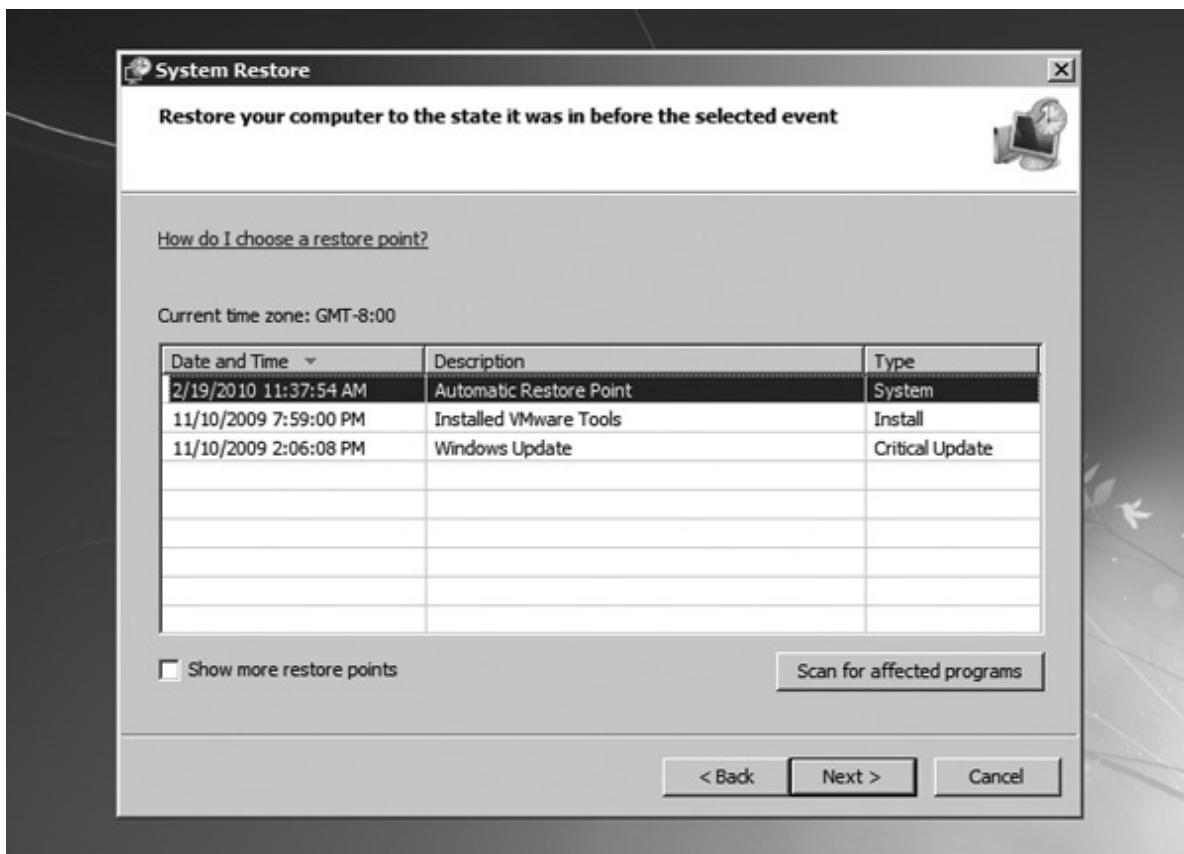 System Restore
Restore your computer to the state it was in before the selected event
How do I choose a restore point?
Current time zone: GMT-8:00
Date and Time Description Type
2/19/2010 11:37:54 AM Automatic Restore Point System
11/10/2009 7:59:00 PM Installed VMware Tools Install
11/10/2009 2:06:08 PM Windows Update Critical Update
Show more restore points Scan for affected programs
< Back Next > Cancel